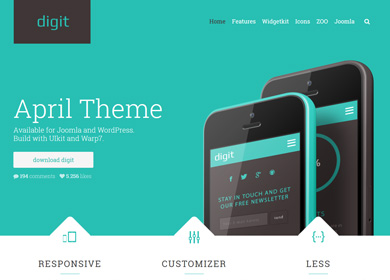 digit
Home Features Widgetkit Icons ZOO Joomla
April Theme
Available for Joomla and WordPress.
Build with UIkit and Warp7.
download digit
194 comments 5 256 likes
digit
STAY IN TOUCH AND GET
OUR FREE NEWSLETTER
Send
%
RESPONSIVE CUSTOMIZER LESS